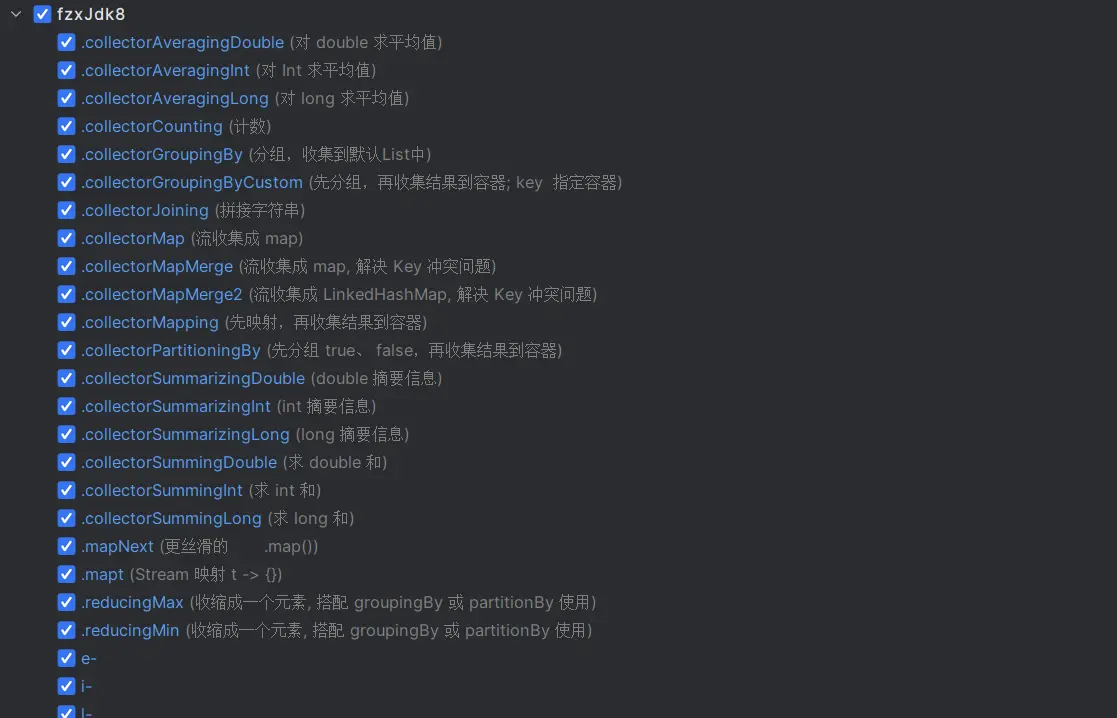 fzxJdk8
.collectorAveragingDouble (对 double 求平均值)
.collectorAveragingInt (对 Int 求平均值)
.collectorAveragingLong (对 long 求平均值)
.collectorCounting (计数)
.collectorGroupingBy (分组，收集到默认List中)
.collectorGroupingByCustom (先分组，再收集结果到容器; key 指定容器)
.collectorJoining (拼接字符串)
.collectorMap (流收集成 map)
.collectorMapMerge (流收集成 map, 解决 Key 冲突问题)
.collectorMapMerge2 (流收集成 LinkedHashMap, 解决 Key 冲突问题)
.collectorMapping (先映射，再收集结果到容器)
.collectorPartitioningBy (先分组 true、 false，再收集结果到容器)
.collectorSummarizingDouble (double 摘要信息)
.collectorSummarizingInt (int 摘要信息)
.collectorSummarizingLong (long 摘要信息)
.collectorSummingDouble (求 double 和)
.collectorSummingInt (求 int 和)
.collectorSummingLong (求 long 和)
.mapNext (更丝滑的 .map())
.mapt (Stream 映射 t -> {})
.reducingMax (收缩成一个元素, 搭配 groupingBy 或 partitionBy 使用)
.reducingMin (收缩成一个元素, 搭配 groupingBy 或 partitionBy 使用)
e-
i-